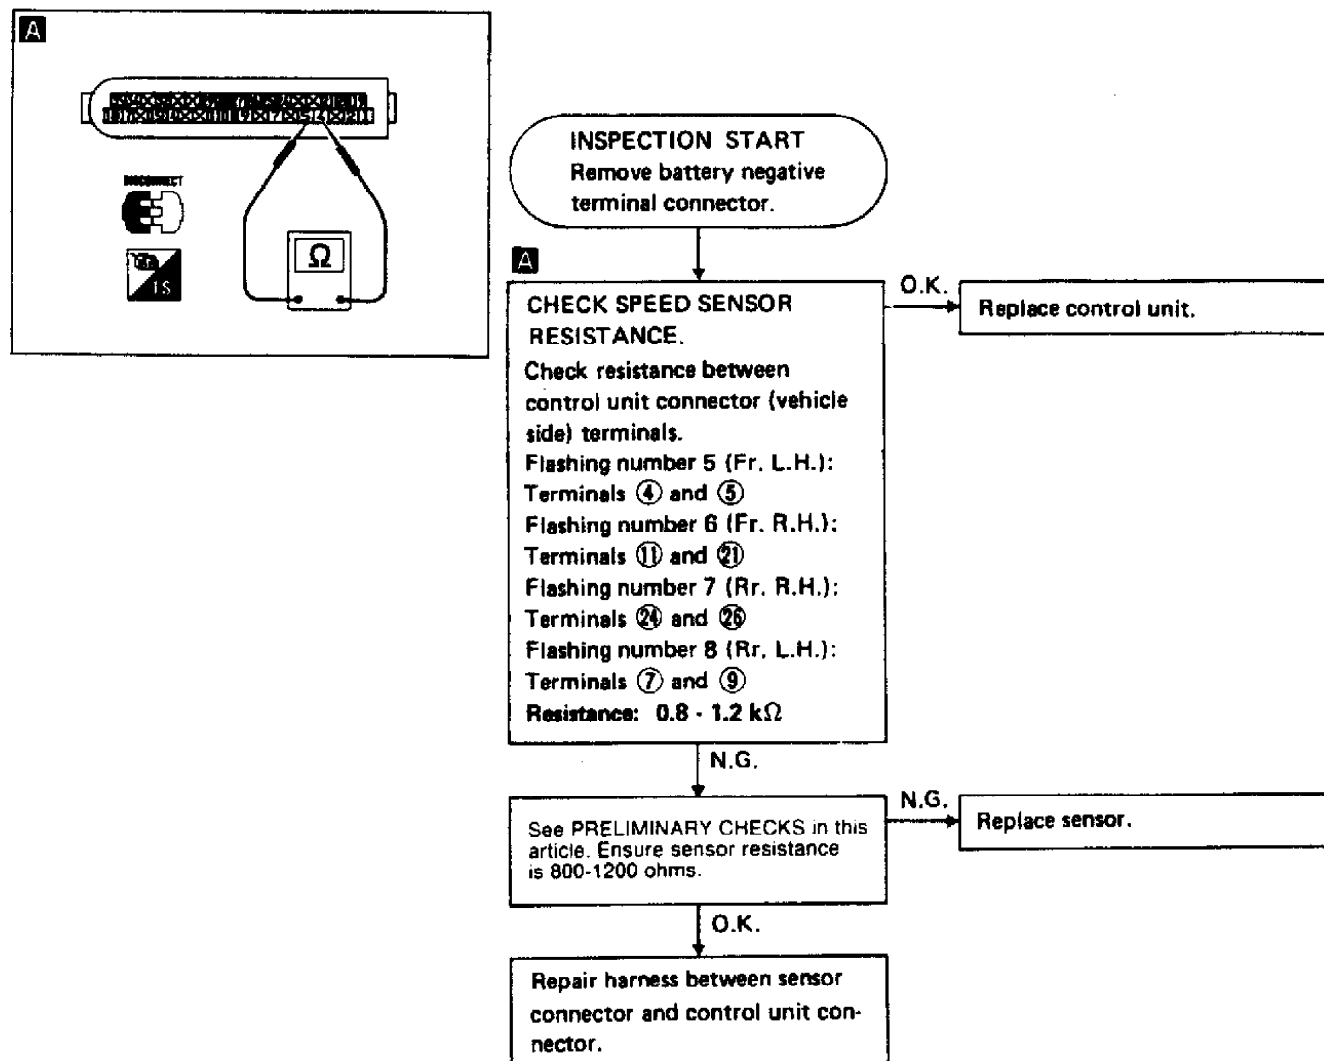 A
DISCONNECT
Ω
INSPECTION START
Remove battery negative
terminal connector.
A
CHECK SPEED SENSOR
RESISTANCE.
Check resistance between
control unit connector (vehicle
side) terminals.
Flashing number 5 (Fr. L.H.):
Terminals ④ and ⑤
Flashing number 6 (Fr. R.H.):
Terminals ⑪ and ㉑
Flashing number 7 (Rr. R.H.):
Terminals ㉔ and ㉖
Flashing number 8 (Rr. L.H.):
Terminals ⑦ and ⑨
Resistance: 0.8 - 1.2 kΩ
O.K.
Replace control unit.
N.G.
See PRELIMINARY CHECKS in this
article. Ensure sensor resistance
is 800-1200 ohms.
N.G.
Replace sensor.
O.K.
Repair harness between sensor
connector and control unit con-
nector.